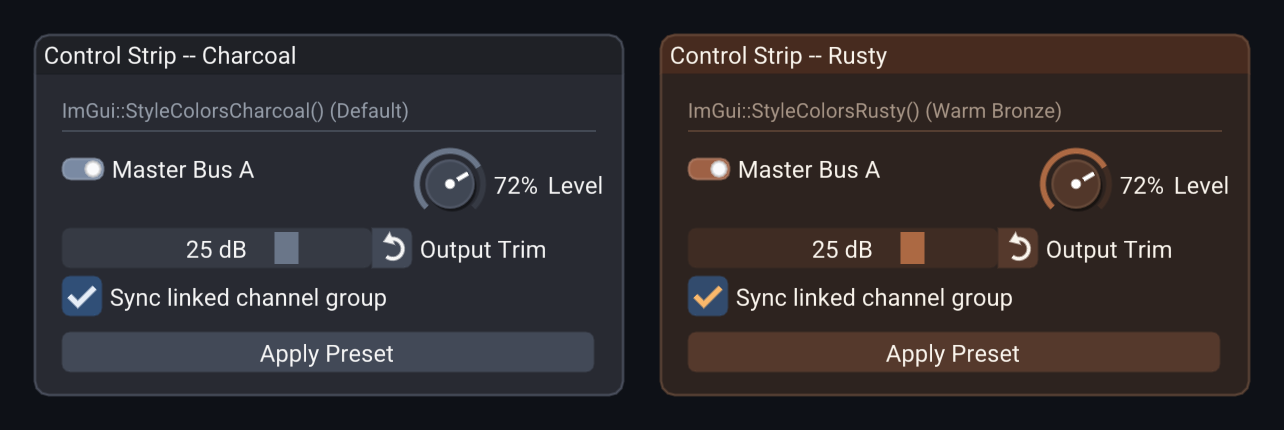 Control Strip -- Charcoal
ImGui::StyleColorsCharcoal() (Default)
Master Bus A
72% Level
25 dB Output Trim
Sync linked channel group
Apply Preset
Control Strip -- Rusty
ImGui::StyleColorsRusty() (Warm Bronze)
Master Bus A
72% Level
25 dB Output Trim
Sync linked channel group
Apply Preset